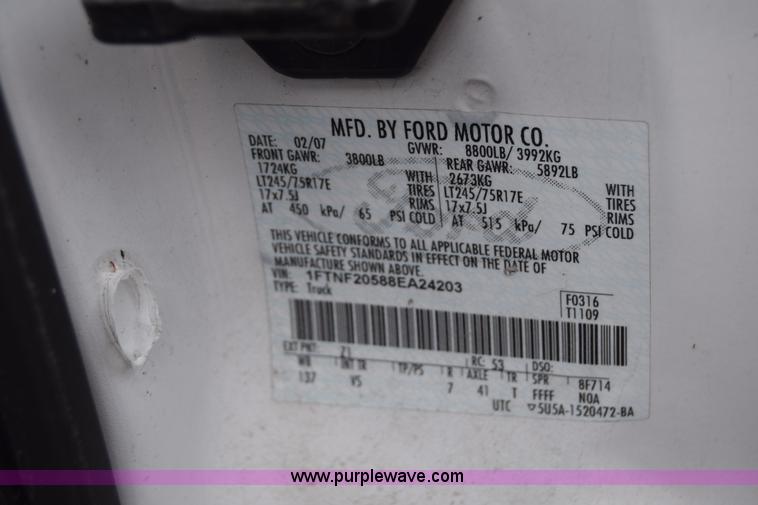 MFD. BY FORD MOTOR CO.
DATE: 02/07 GVWR: 8800LB/ 3992KG
FRONT GAWR: 3800LB REAR GAWR: 5892LB
1724KG WITH 2673KG WITH
LT245/75R17E TIRES LT245/75R17E TIRES
17x7.5J RIMS 17x7.5J RIMS
AT 450 kPa/ 65 PSI COLD AT 515 kPa/ 75 PSI COLD
THIS VEHICLE CONFORMS TO ALL APPLICABLE FEDERAL MOTOR
VEHICLE SAFETY STANDARDS IN EFFECT ON THE DATE OF
MANUFACTURE SHOWN ABOVE.
VIN: 1FTNF20588EA24203
TYPE: Truck
F0316
T1109
EXT PNT: Z1 RC: 53 DSO:
WB INT TR TP/PS R AXLE TR SPR 8F714
137 VS 7 41 T FFFF NOA
UTC 5U5A-1520472-BA
Ford
www.purplewave.com